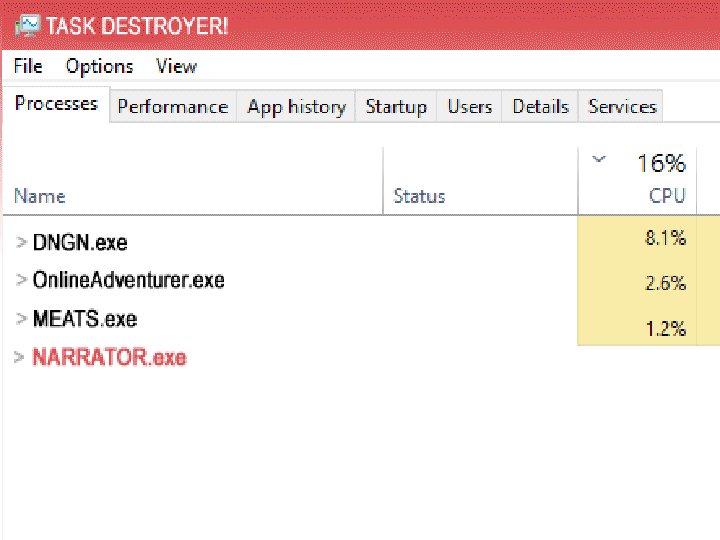 TASK DESTROYER!
File Options View
Processes Performance App history Startup Users Details Services
16%
Name Status CPU
> DNGN.exe 8.1%
> OnlineAdventurer.exe 2.6%
> MEATS.exe 1.2%
> NARRATOR.exe